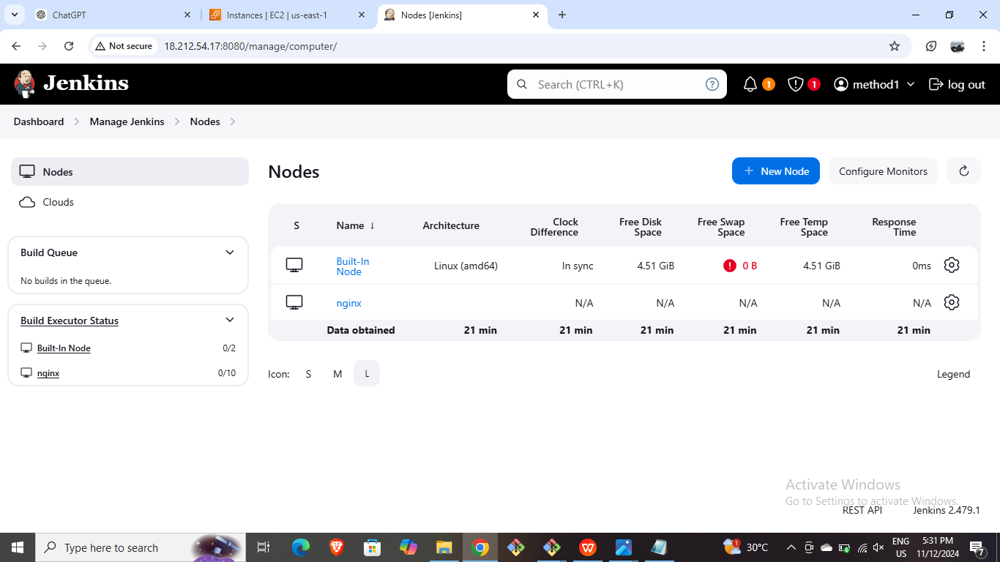 ChatGPT
Instances | EC2 | us-east-1
Nodes [Jenkins]
Not secure
18.212.54.17:8080/manage/computer/
Jenkins
Search (CTRL+K)
?
1
1
method1
log out
Dashboard
Manage Jenkins
Nodes
Nodes
Clouds
Build Queue
No builds in the queue.
Build Executor Status
Built-In Node 0/2
nginx 0/10
Nodes
+ New Node
Configure Monitors
S Name ↓ Architecture Clock Difference Free Disk Space Free Swap Space Free Temp Space Response Time
Built-In Node Linux (amd64) In sync 4.51 GiB ! 0 B 4.51 GiB 0ms
nginx N/A N/A N/A N/A N/A
Data obtained 21 min 21 min 21 min 21 min 21 min 21 min
Icon: S M L
Legend
Activate Windows
Go to Settings to activate Windows.
REST API
Jenkins 2.479.1
Type here to search
1
30°C
ENG
US
5:31 PM
11/12/2024
7